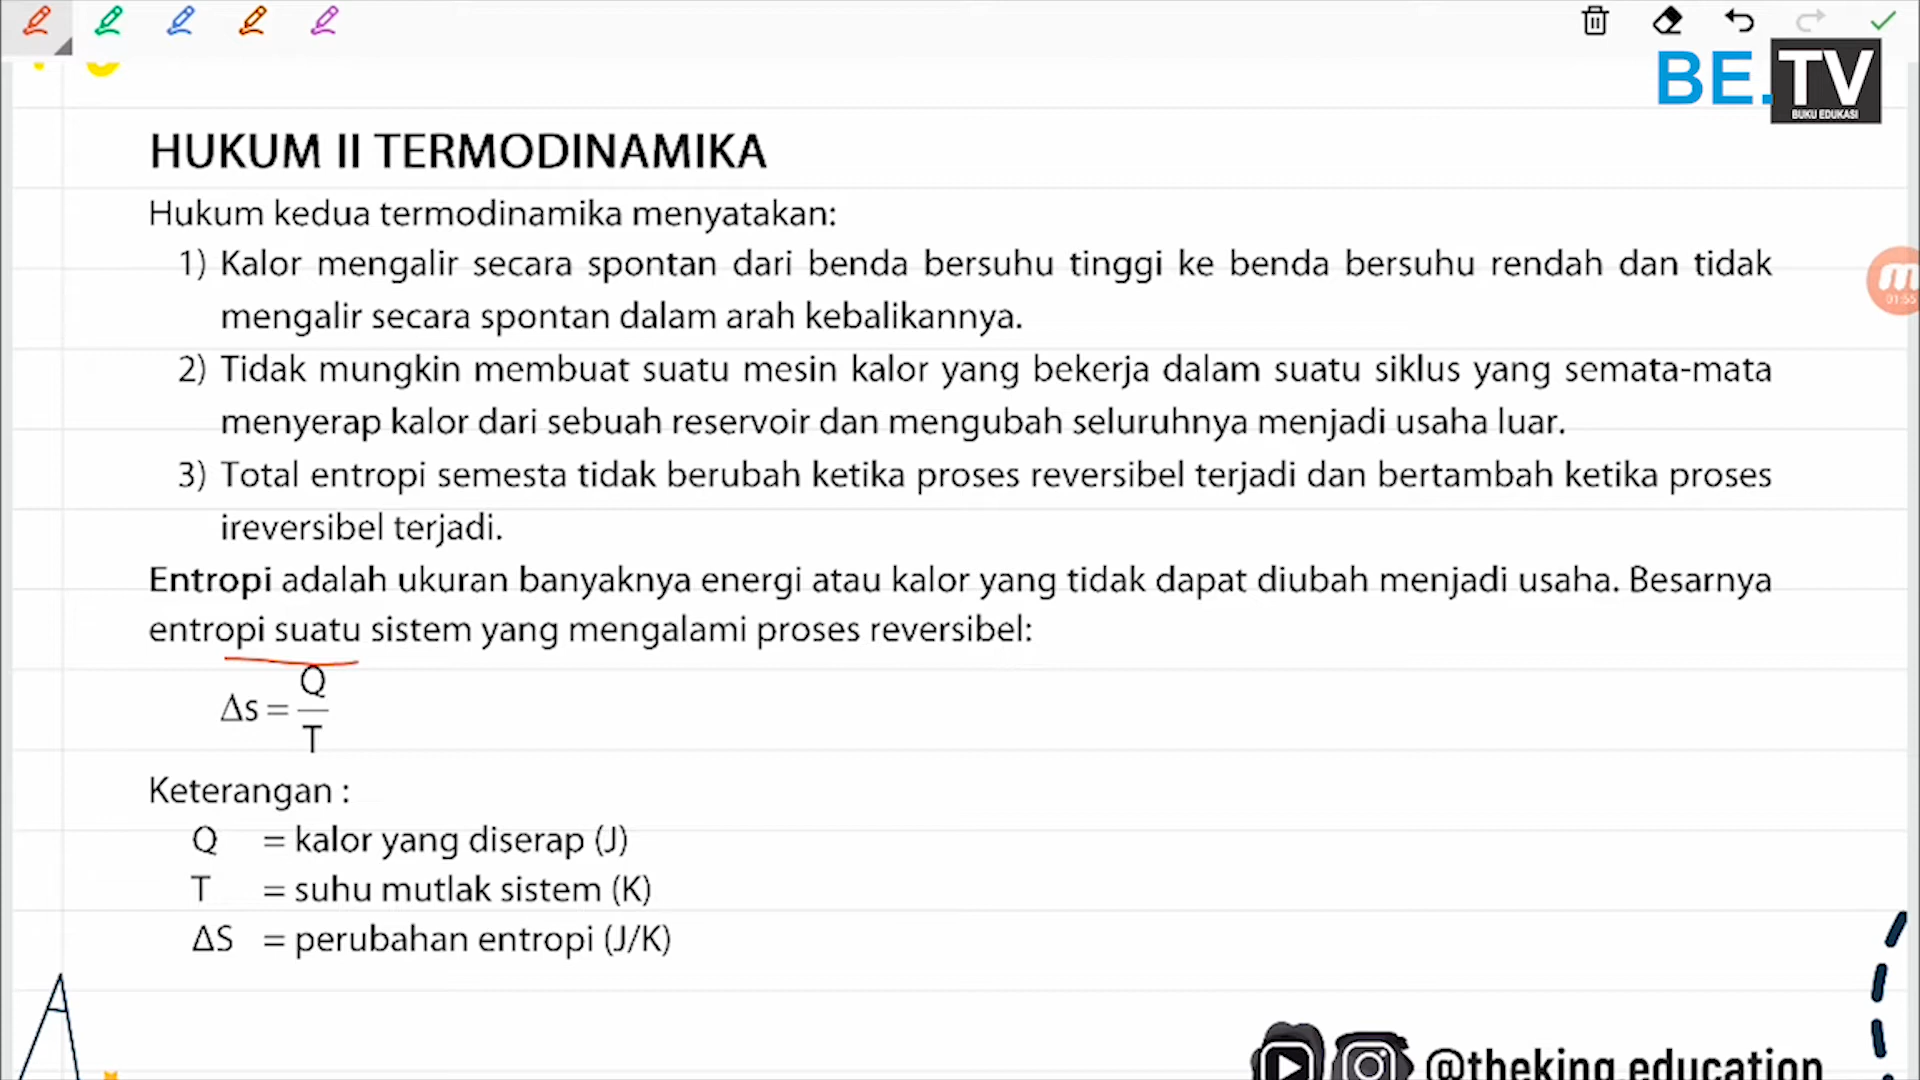 BE.TV
BUKU EDUKASI
HUKUM II TERMODINAMIKA
Hukum kedua termodinamika menyatakan:
01:55
1) Kalor mengalir secara spontan dari benda bersuhu tinggi ke benda bersuhu rendah dan tidak
mengalir secara spontan dalam arah kebalikannya.
2) Tidak mungkin membuat suatu mesin kalor yang bekerja dalam suatu siklus yang semata-mata
menyerap kalor dari sebuah reservoir dan mengubah seluruhnya menjadi usaha luar.
3) Total entropi semesta tidak berubah ketika proses reversibel terjadi dan bertambah ketika proses
ireversibel terjadi.
Entropi adalah ukuran banyaknya energi atau kalor yang tidak dapat diubah menjadi usaha. Besarnya
entropi suatu sistem yang mengalami proses reversibel:
Δs = Q/T
Keterangan :
Q = kalor yang diserap (J)
T = suhu mutlak sistem (K)
ΔS = perubahan entropi (J/K)
A
@theking.education